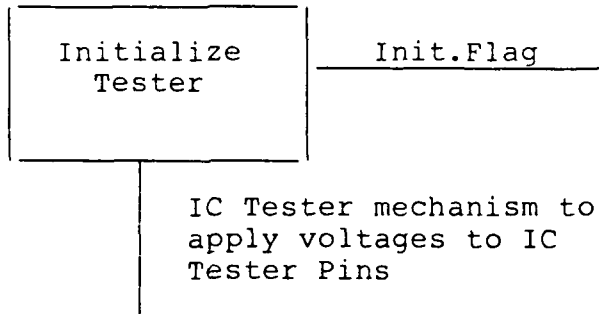 Initialize
Tester
Init.Flag
IC Tester mechanism to
apply voltages to IC
Tester Pins